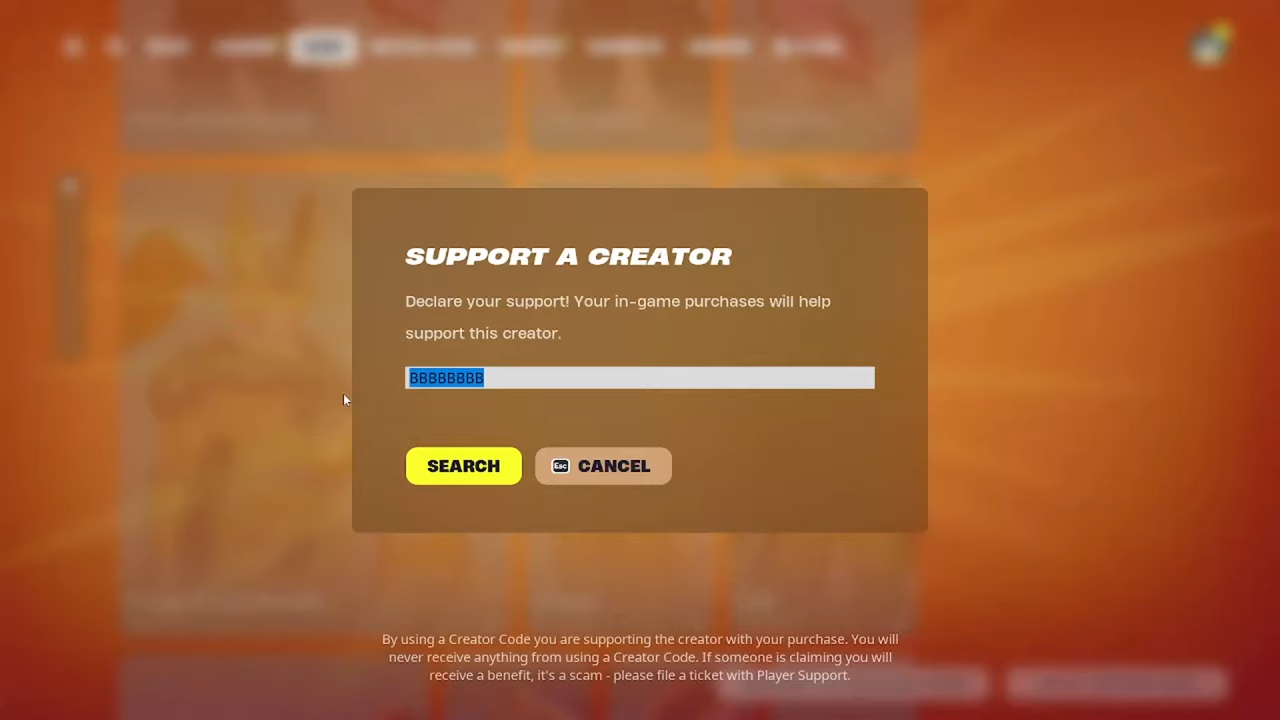 SUPPORT A CREATOR
Declare your support! Your in-game purchases will help
support this creator.
BBBBBBBB
SEARCH
Esc CANCEL
By using a Creator Code you are supporting the creator with your purchase. You will
never receive anything from using a Creator Code. If someone is claiming you will
receive a benefit, it's a scam - please file a ticket with Player Support.